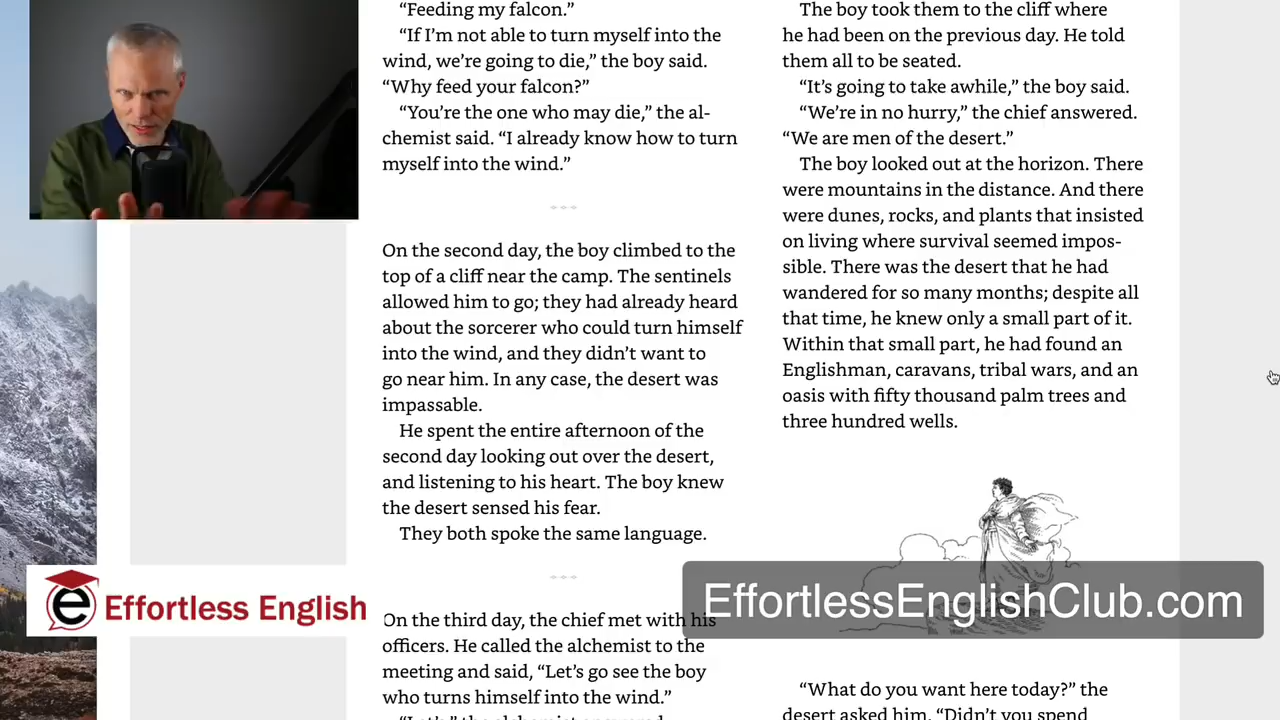 “Feeding my falcon.”
“If I’m not able to turn myself into the
wind, we’re going to die,” the boy said.
“Why feed your falcon?”
“You’re the one who may die,” the al-
chemist said. “I already know how to turn
myself into the wind.”
On the second day, the boy climbed to the
top of a cliff near the camp. The sentinels
allowed him to go; they had already heard
about the sorcerer who could turn himself
into the wind, and they didn’t want to
go near him. In any case, the desert was
impassable.
He spent the entire afternoon of the
second day looking out over the desert,
and listening to his heart. The boy knew
the desert sensed his fear.
They both spoke the same language.
On the third day, the chief met with his
officers. He called the alchemist to the
meeting and said, “Let’s go see the boy
who turns himself into the wind.”
“Let’s,” the alchemist answered.
The boy took them to the cliff where
he had been on the previous day. He told
them all to be seated.
“It’s going to take awhile,” the boy said.
“We’re in no hurry,” the chief answered.
“We are men of the desert.”
The boy looked out at the horizon. There
were mountains in the distance. And there
were dunes, rocks, and plants that insisted
on living where survival seemed impos-
sible. There was the desert that he had
wandered for so many months; despite all
that time, he knew only a small part of it.
Within that small part, he had found an
Englishman, caravans, tribal wars, and an
oasis with fifty thousand palm trees and
three hundred wells.
“What do you want here today?” the
desert asked him. “Didn’t you spend
e Effortless English
EffortlessEnglishClub.com